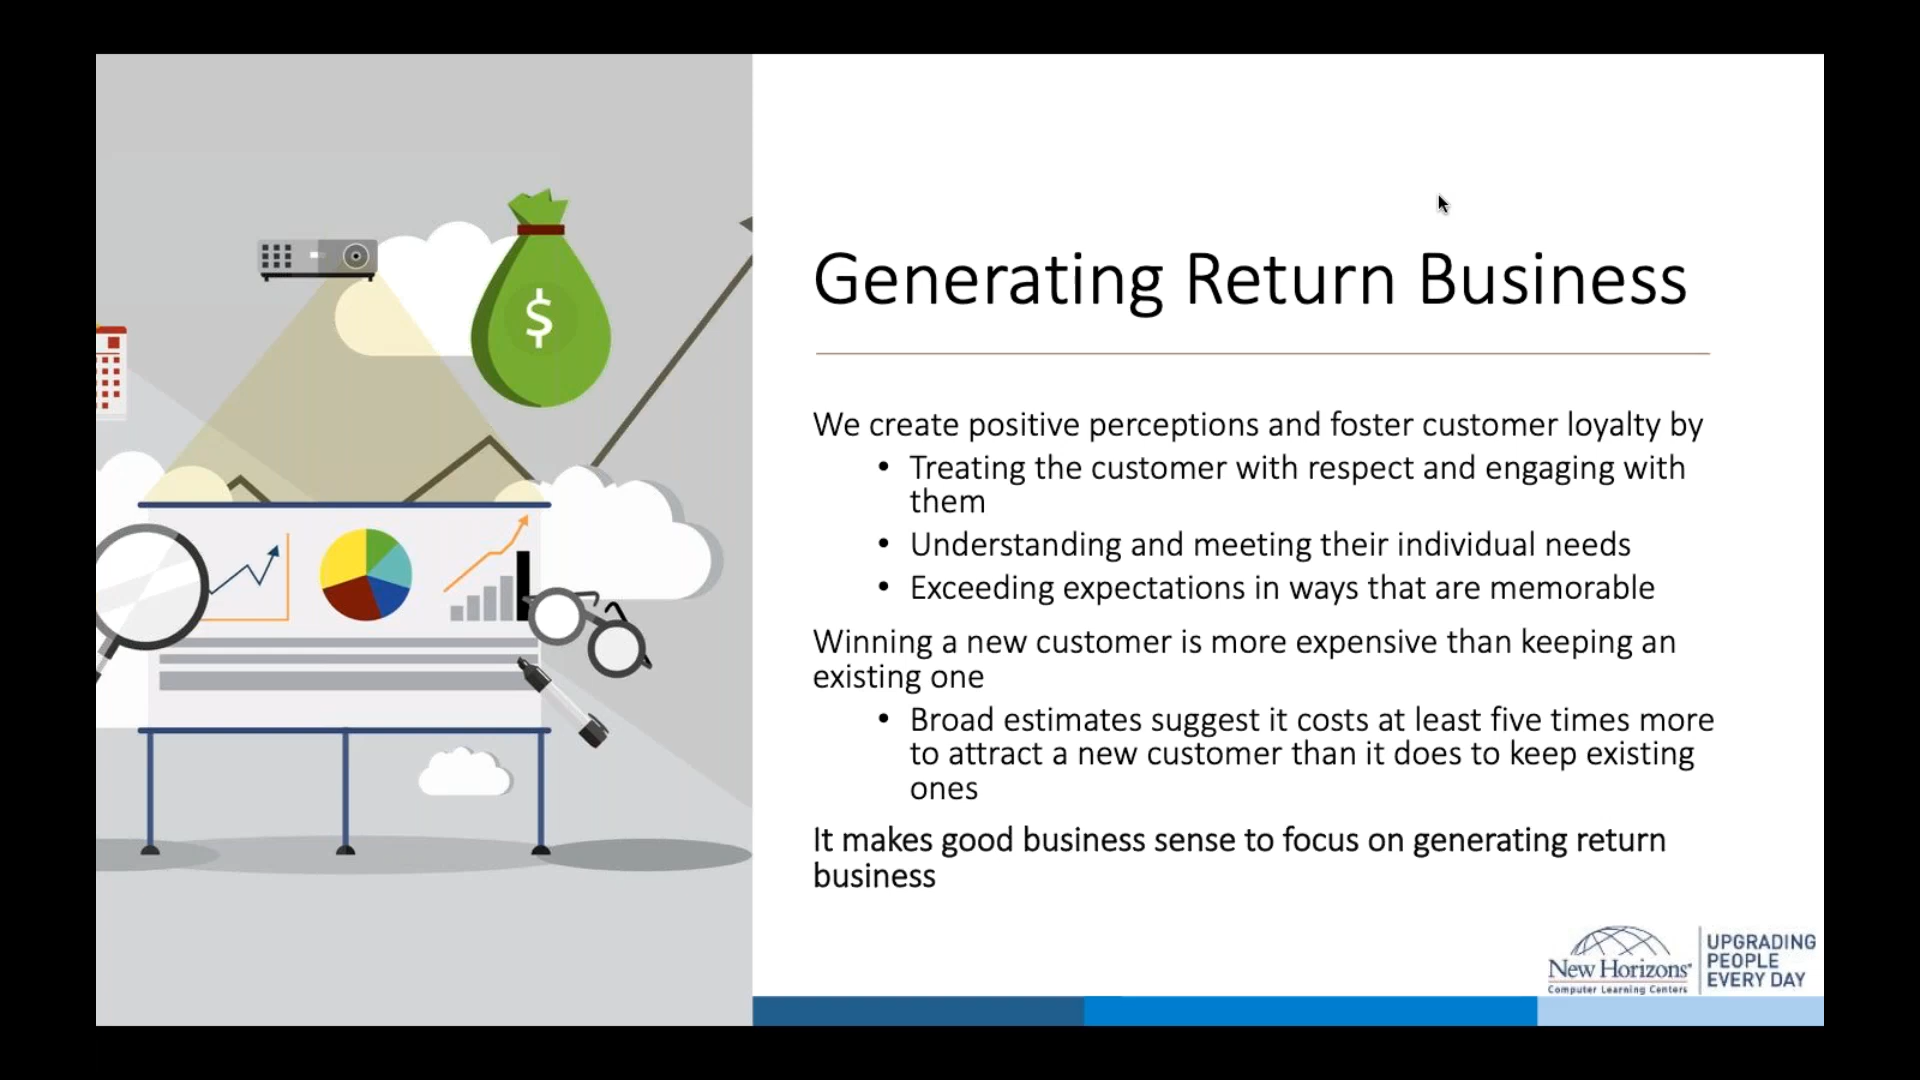 $
Generating Return Business
We create positive perceptions and foster customer loyalty by
• Treating the customer with respect and engaging with
them
• Understanding and meeting their individual needs
• Exceeding expectations in ways that are memorable
Winning a new customer is more expensive than keeping an
existing one
• Broad estimates suggest it costs at least five times more
to attract a new customer than it does to keep existing
ones
It makes good business sense to focus on generating return
business
New Horizons®
Computer Learning Centers
UPGRADING
PEOPLE
EVERY DAY